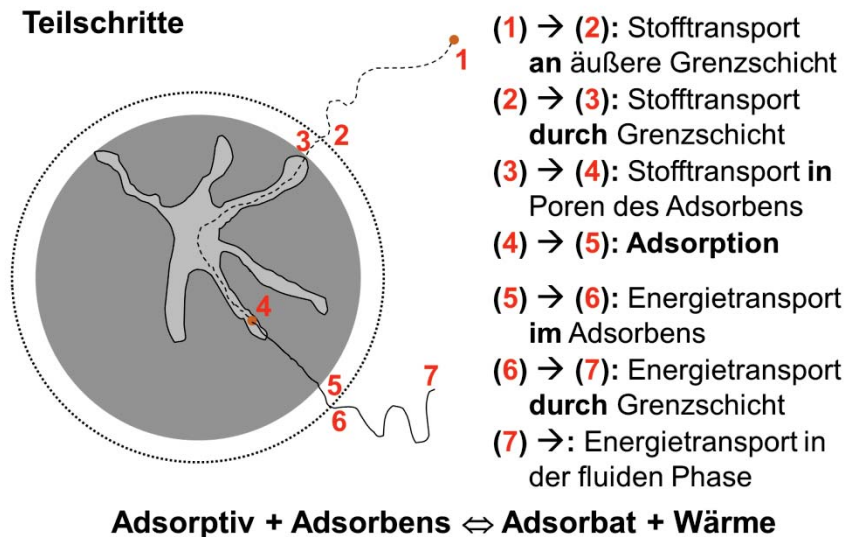 Teilschritte
(1) → (2): Stofftransport
an äußere Grenzschicht
(2) → (3): Stofftransport
durch Grenzschicht
(3) → (4): Stofftransport in
Poren des Adsorbens
(4) → (5): Adsorption
(5) → (6): Energietransport
im Adsorbens
(6) → (7): Energietransport
durch Grenzschicht
(7) →: Energietransport in
der fluiden Phase
1
3 2
4
5
6
7
Adsorptiv + Adsorbens ⇔ Adsorbat + Wärme